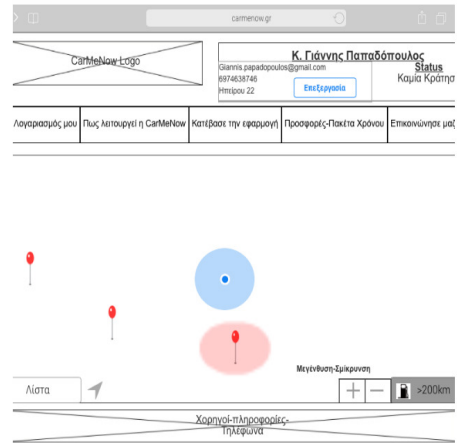 carmenow.gr
CarMeNow Logo
Κ. Γιάννης Παπαδόπουλος
Giannis.papadopoulos@gmail.com
6974638746
Ηπείρου 22
Επεξεργασία
Status
Καμία Κράτησ
Λογαριασμός μου
Πως λειτουργεί η CarMeNow
Κατέβασε την εφαρμογή
Προσφορές-Πακέτα Χρόνου
Επικοινώνησε μαζ
Μεγένθυση-Σμίκρυνση
Λίστα
+
−
>200km
Χορηγοί-πληροφορίες-
Τηλέφωνα